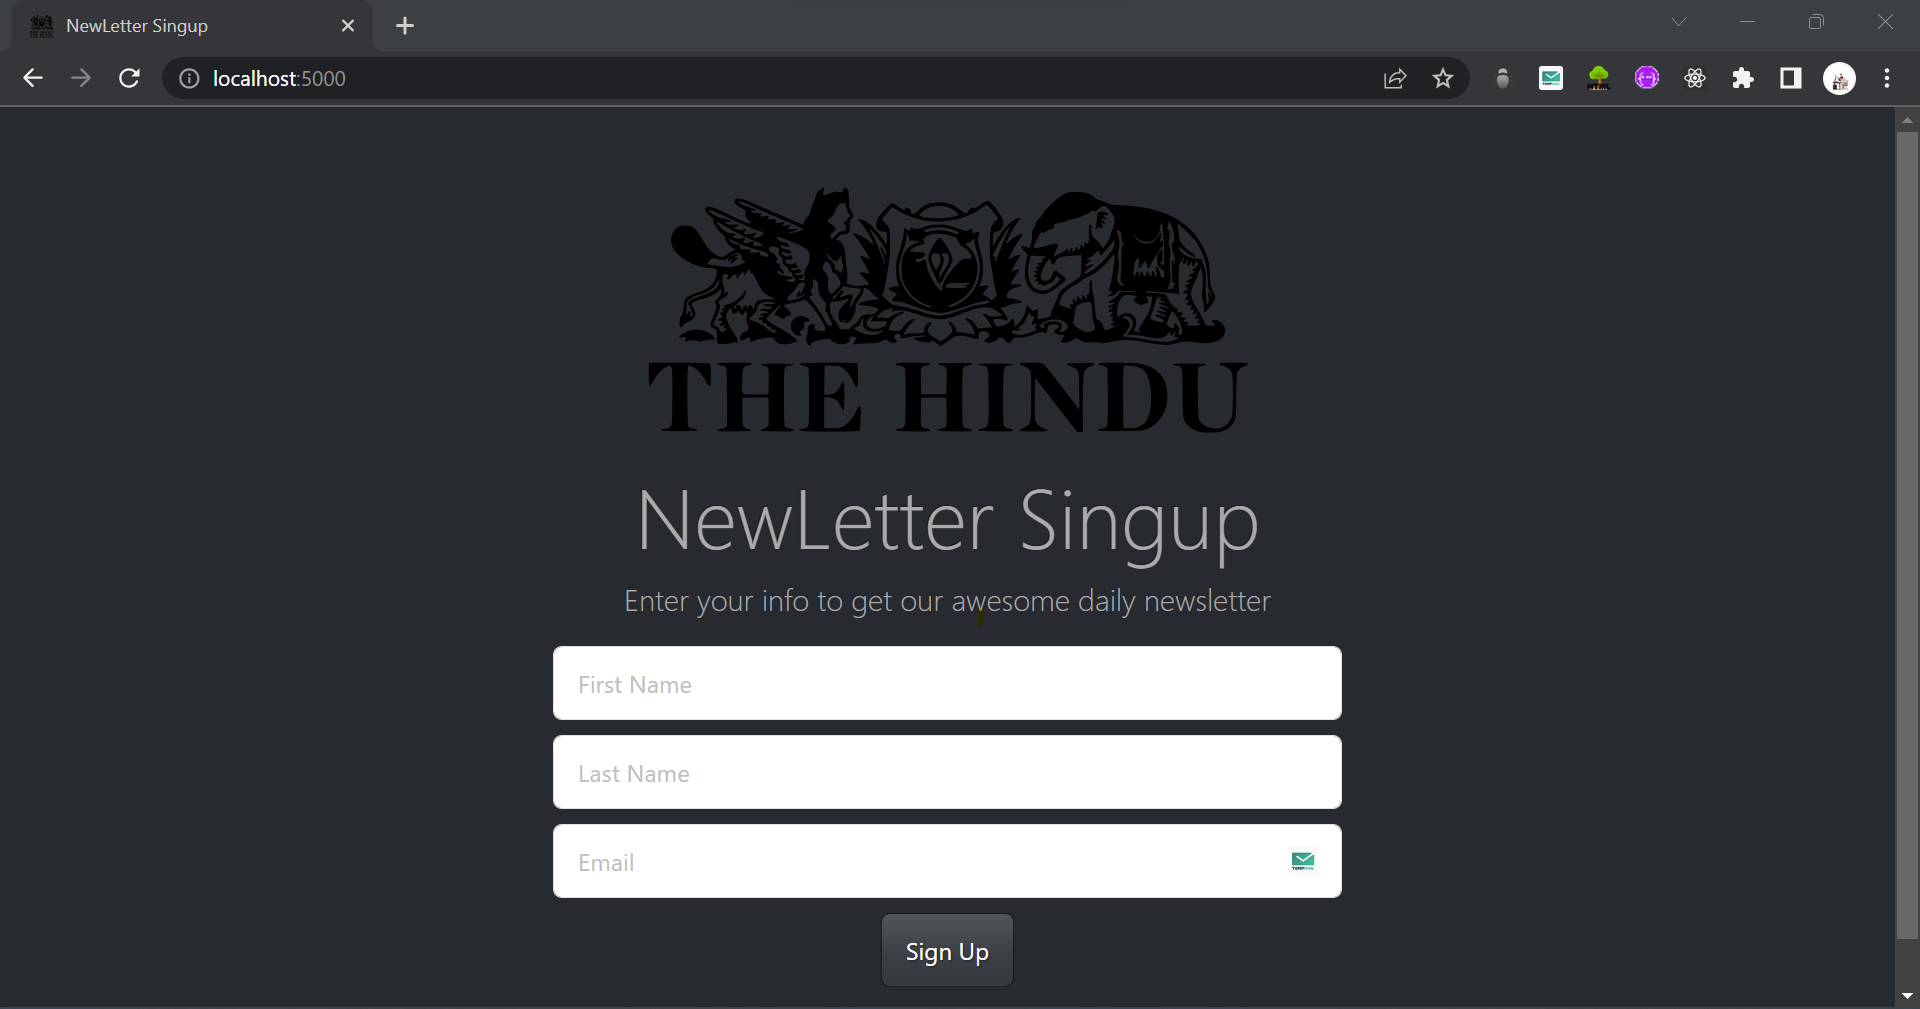 NewLetter Singup
localhost:5000
THE HINDU
NewLetter Singup
Enter your info to get our awesome daily newsletter
First Name
Last Name
Email
Sign Up